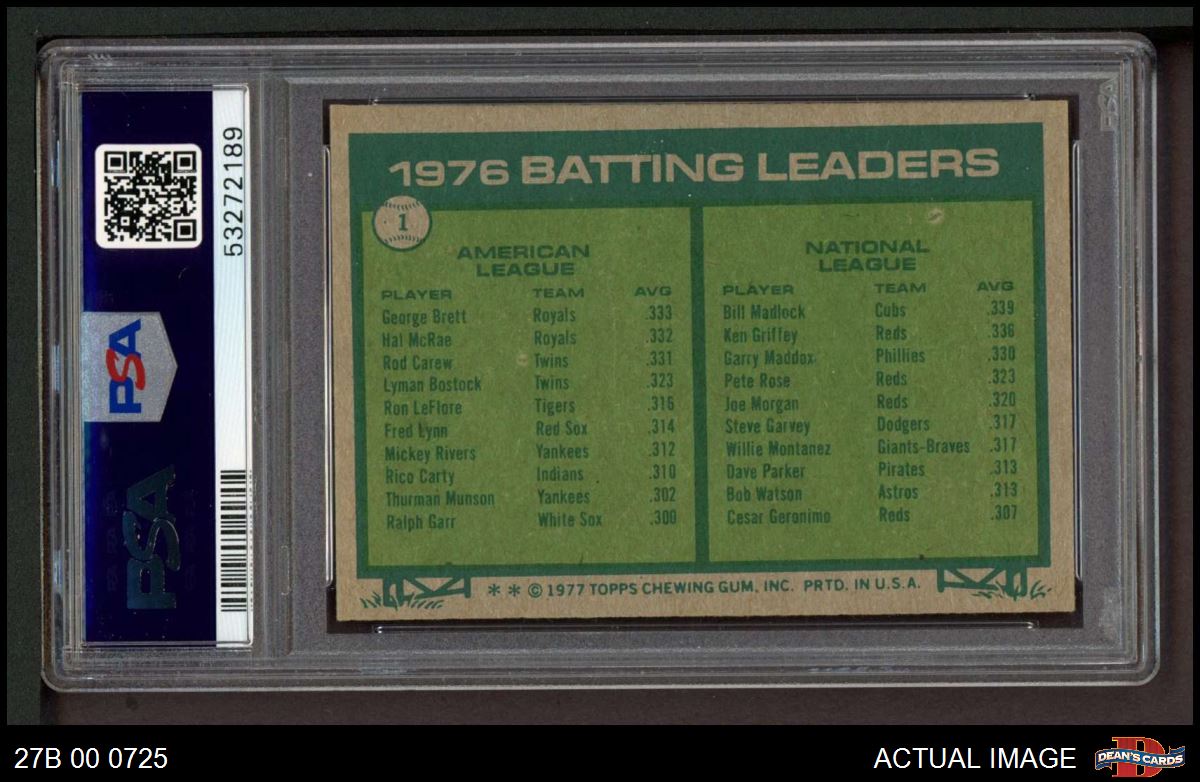 53272189
PSA
PSA
1976 BATTING LEADERS
1
AMERICAN
LEAGUE
PLAYER TEAM AVG
George Brett Royals .333
Hal McRae Royals .332
Rod Carew Twins .331
Lyman Bostock Twins .323
Ron LeFlore Tigers .316
Fred Lynn Red Sox .314
Mickey Rivers Yankees .312
Rico Carty Indians .310
Thurman Munson Yankees .302
Ralph Garr White Sox .300
NATIONAL
LEAGUE
PLAYER TEAM AVG
Bill Madlock Cubs .339
Ken Griffey Reds .336
Garry Maddox Phillies .330
Pete Rose Reds .323
Joe Morgan Reds .320
Steve Garvey Dodgers .317
Willie Montanez Giants-Braves .317
Dave Parker Pirates .313
Bob Watson Astros .313
Cesar Geronimo Reds .307
* * © 1977 TOPPS CHEWING GUM, INC. PRTD. IN U.S.A.
27B 00 0725
ACTUAL IMAGE
DEAN'S CARDS